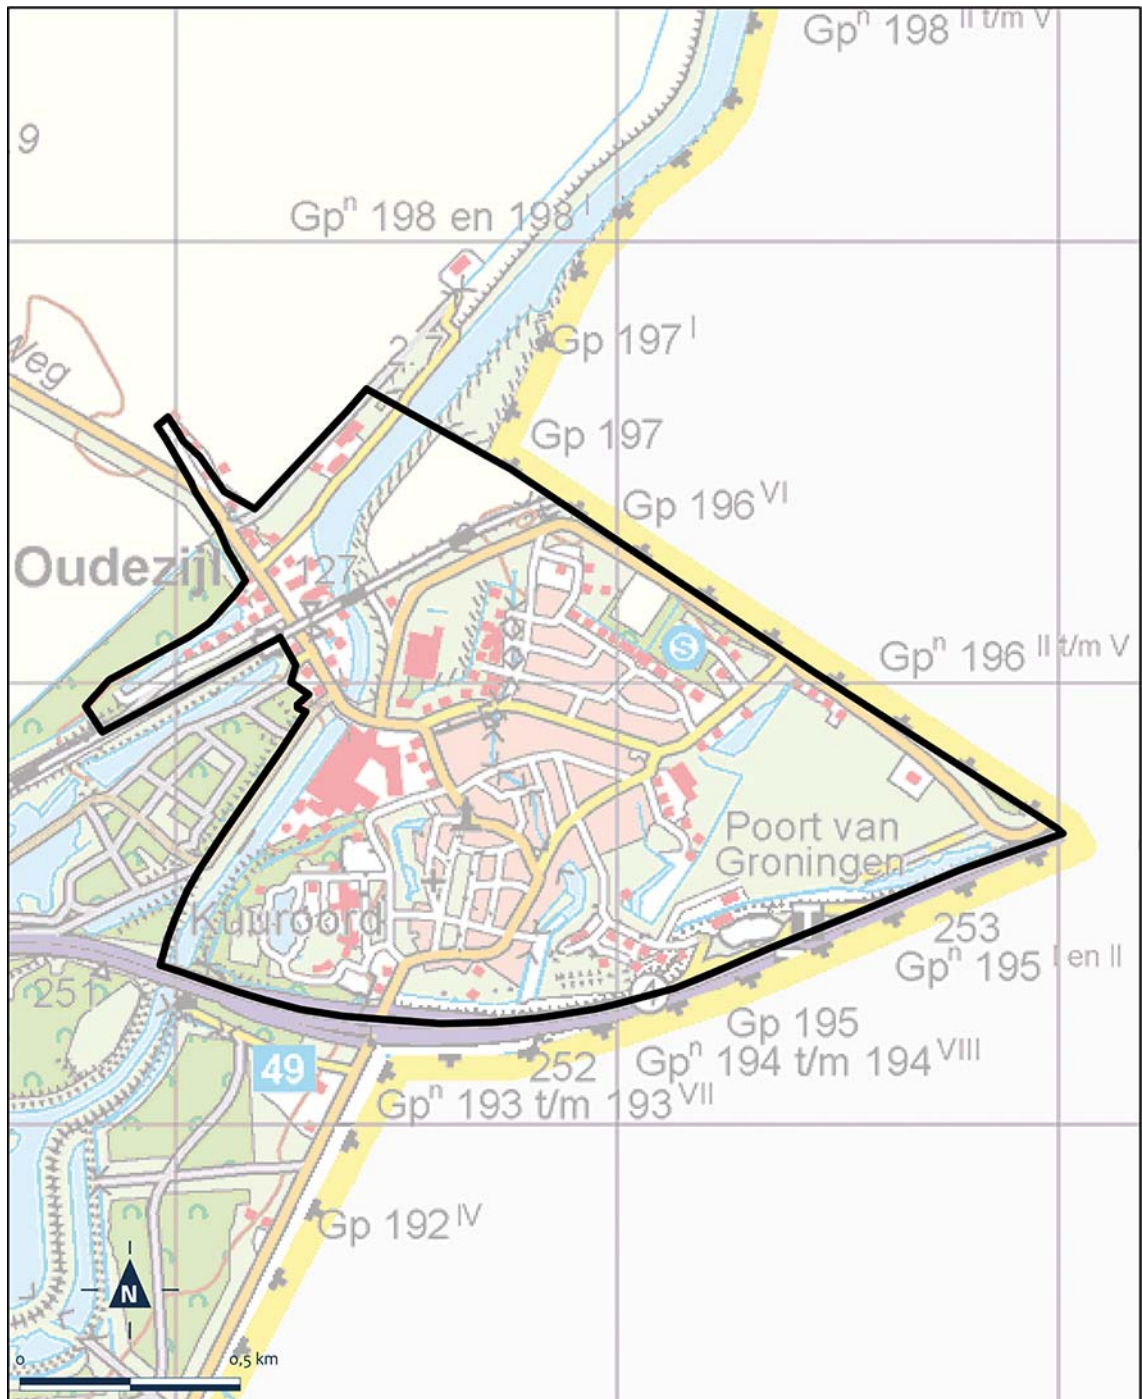 Gpⁿ 198 II t/m V
.9
Gpⁿ 198 en 198 I
Gp 197 I
2.7
weg
Gp 197
Gp 196 VI
Oudezijl
127
S
Gpⁿ 196 II t/m V
Poort van
Groningen
Kuuroord
T
253
Gpⁿ 195 I en II
251
Gp 195
252
Gpⁿ 194 t/m 194 VIII
49
Gpⁿ 193 t/m 193 VII
Gp 192 IV
N
0
0,5 km